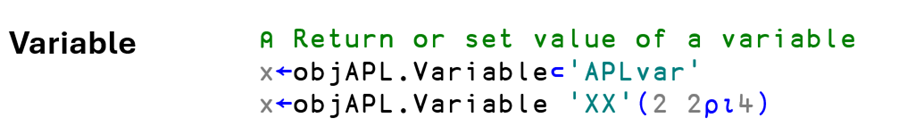 Variable
⍝ Return or set value of a variable
x←objAPL.Variable⊂'APLvar'
x←objAPL.Variable 'XX'(2 2⍴⍳4)